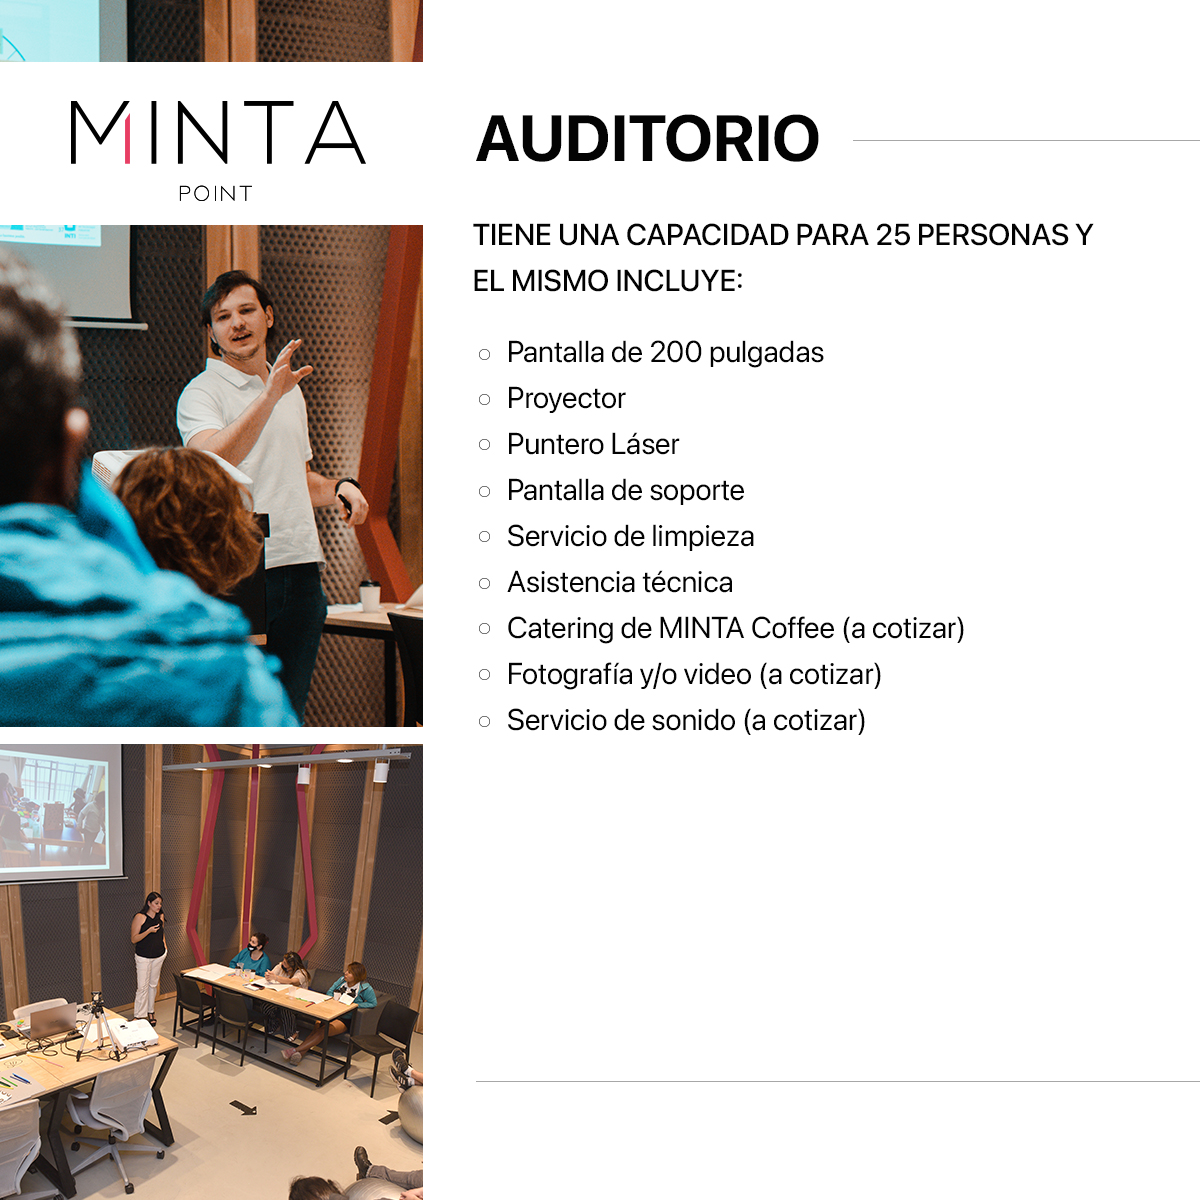 MINTA
POINT
AUDITORIO
TIENE UNA CAPACIDAD PARA 25 PERSONAS Y
EL MISMO INCLUYE:
Pantalla de 200 pulgadas
Proyector
Puntero Láser
Pantalla de soporte
Servicio de limpieza
Asistencia técnica
Catering de MINTA Coffee (a cotizar)
Fotografía y/o video (a cotizar)
Servicio de sonido (a cotizar)